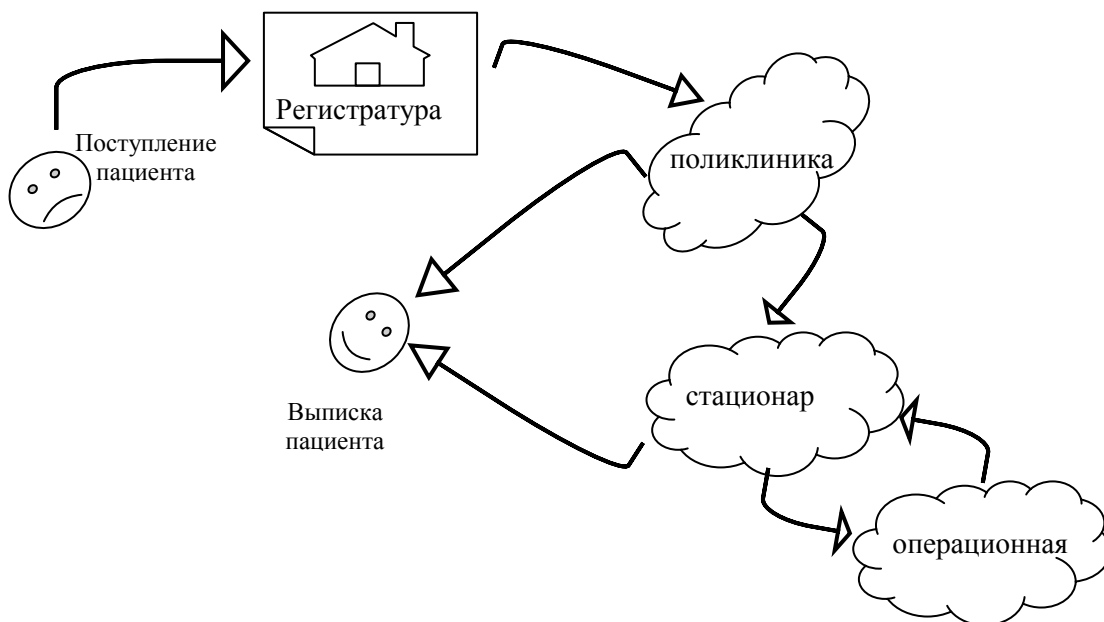 Регистратура
Поступление
пациента
поликлиника
стационар
Выписка
пациента
операционная